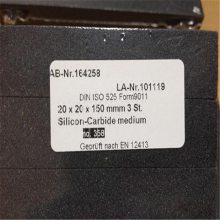 AB-Nr.164258
LA-Nr.101119
DIN ISO 525 Form9011
20 x 20 x 150 mmm 3 St.
Silicon-Carbide medium
no. 358
Geprüft nach EN 12413